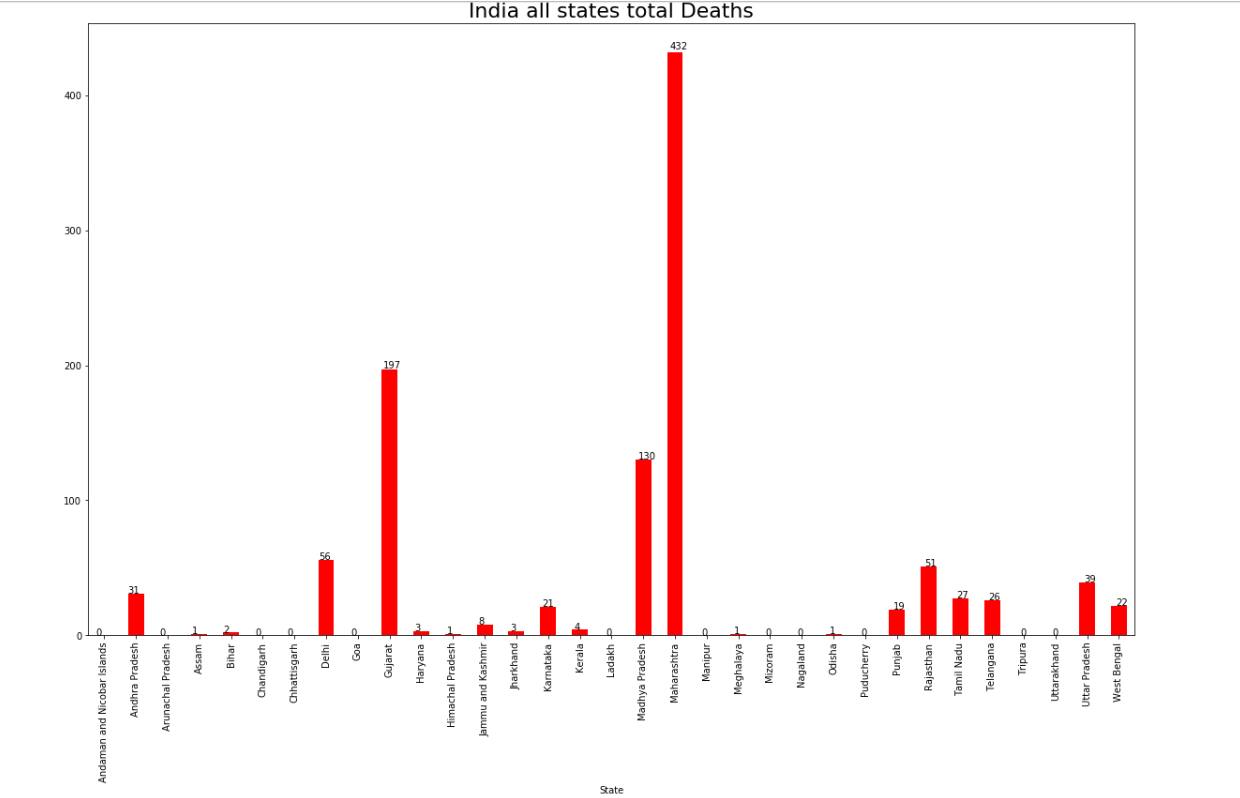 India all states total Deaths
400
300
200
100
0
0
31
0
1
2
0
0
56
0
197
3
1
8
3
21
4
0
130
432
0
1
0
0
1
0
19
51
27
26
0
0
39
22
Andaman and Nicobar Islands
Andhra Pradesh
Arunachal Pradesh
Assam
Bihar
Chandigarh
Chhattisgarh
Delhi
Goa
Gujarat
Haryana
Himachal Pradesh
Jammu and Kashmir
Jharkhand
Karnataka
Kerala
Ladakh
Madhya Pradesh
Maharashtra
Manipur
Meghalaya
Mizoram
Nagaland
Odisha
Puducherry
Punjab
Rajasthan
Tamil Nadu
Telangana
Tripura
Uttarakhand
Uttar Pradesh
West Bengal
State